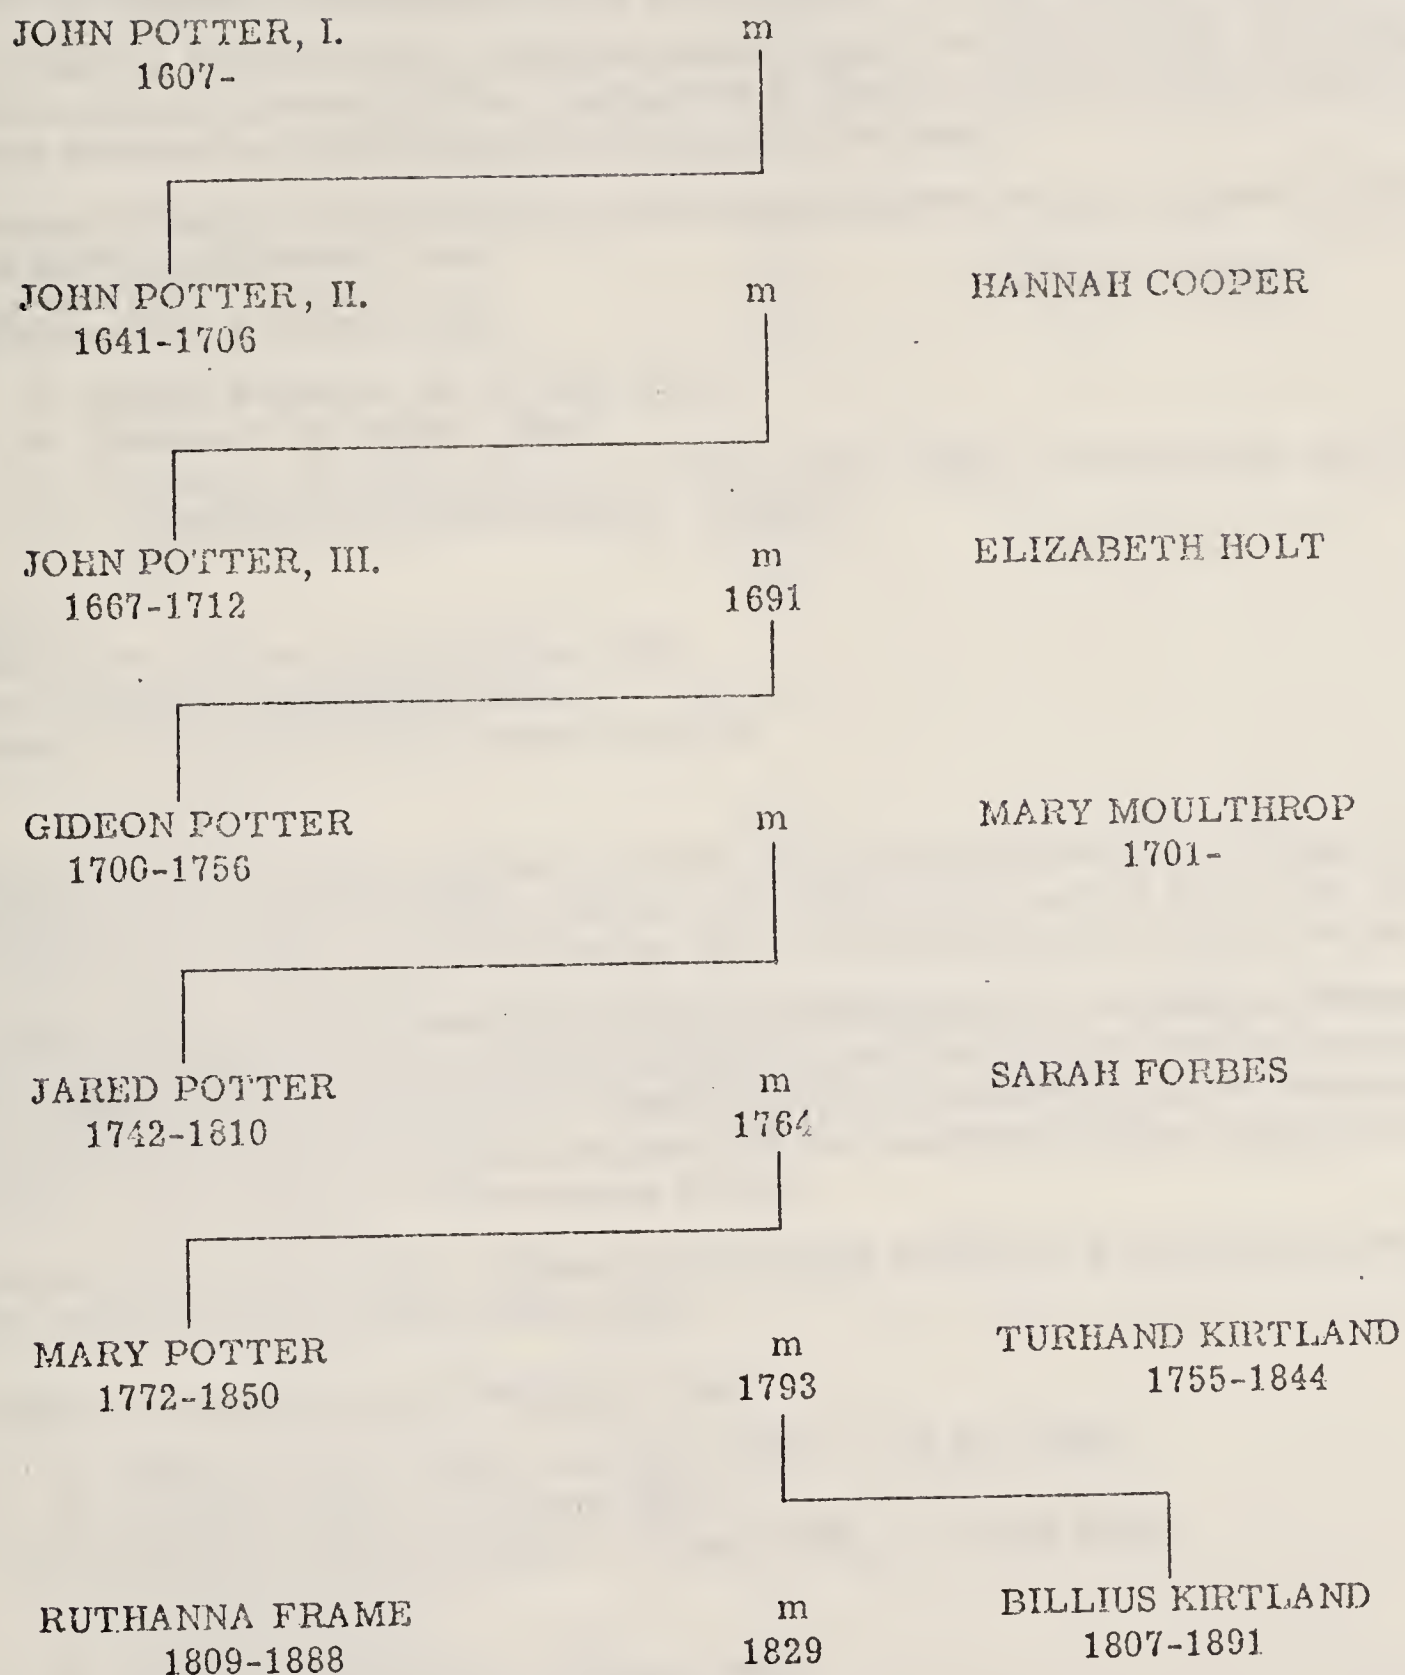 JOHN POTTER, I. m
1607-
JOHN POTTER, II. m HANNAH COOPER
1641-1706
JOHN POTTER, III. m ELIZABETH HOLT
1667-1712 1691
GIDEON POTTER m MARY MOULTHROP
1700-1756 1701-
JARED POTTER m SARAH FORBES
1742-1810 1764
MARY POTTER m TURHAND KIRTLAND
1772-1850 1793 1755-1844
RUTHANNA FRAME m BILLIUS KIRTLAND
1809-1888 1829 1807-1891